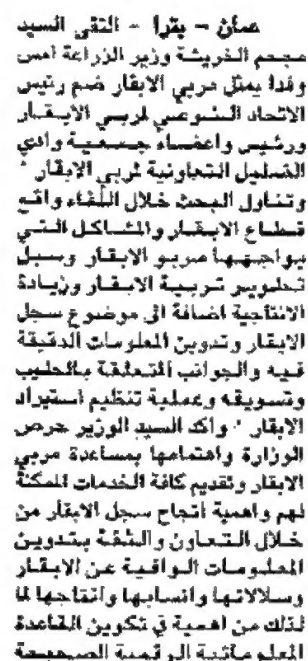 عمان - بترا - التقى السيد
مجحم الخريشة وزير الزراعة امس
وفدا يمثل مربي الابقار ضم رئيس
الاتحاد النوعي لمربي الابقار
ورئيس واعضاء جمعية وادي
الضليل التعاونية لمربي الابقار .
وتناول البحث خلال اللقاء واقع
قطاع الابقار والمشاكل التي
يواجهها مربو الابقار وسبل
تطوير تربية الابقار وزيادة
الانتاجية اضافة الى موضوع سجل
الابقار وتدوين المعلومات الدقيقة
فيه والجوانب المتعلقة بالحليب
وتسويقه وعملية تنظيم استيراد
الابقار . واكد السيد الوزير حرص
الوزارة واهتمامها بمساعدة مربي
الابقار وتقديم كافة الخدمات الممكنة
لهم واهمية انجاح سجل الابقار من
خلال التعاون والثقة بتدوين
المعلومات الوافية عن الابقار
وسلالاتها وانسابها وانتاجها لما
لذلك من اهمية في تكوين القاعدة
المعلوماتية الرقمية الصحيحة